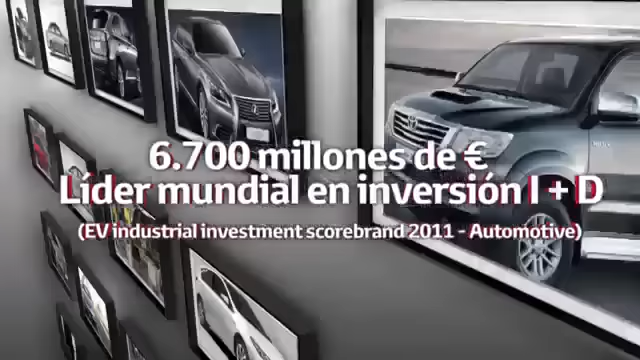 6.700 millones de €
Líder mundial en inversión I + D
(EV industrial investment scorebrand 2011 - Automotive)